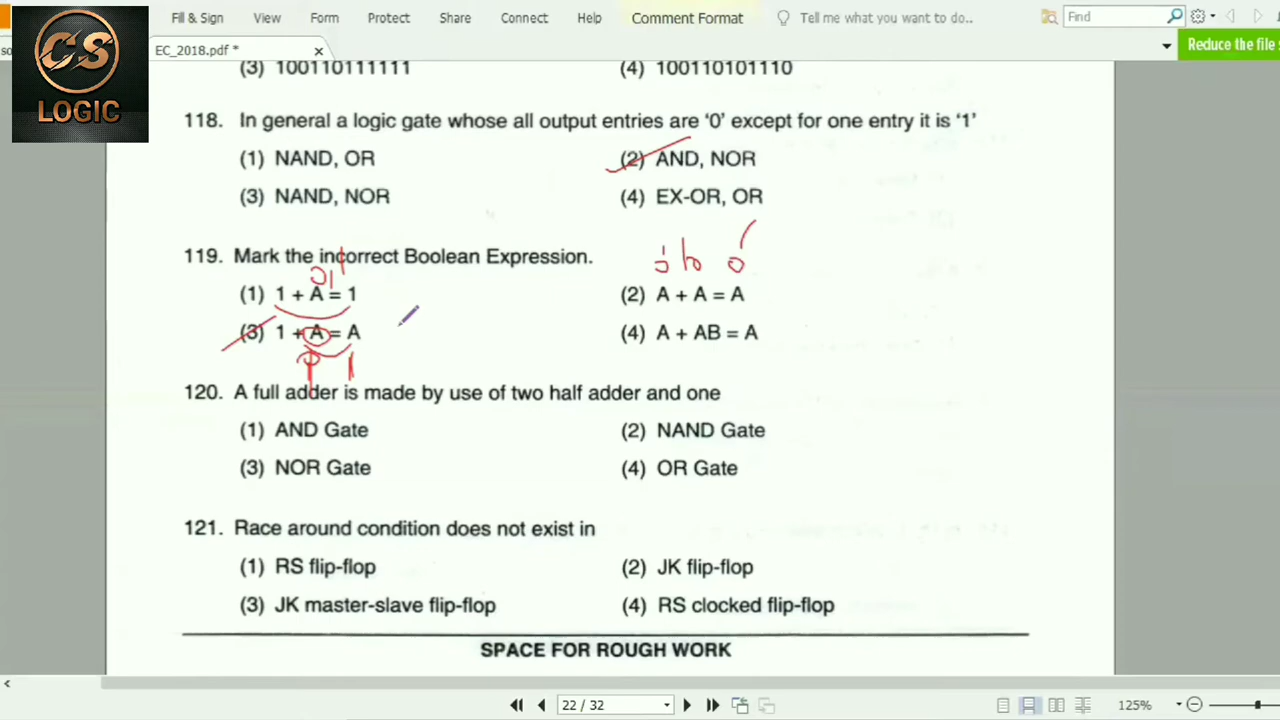 Fill & Sign View Form Protect Share Connect Help Comment Format Tell me what you want to do.. Find
Reduce the file
EC_2018.pdf *
CS
LOGIC
(3) 100110111111 (4) 100110101110
118. In general a logic gate whose all output entries are '0' except for one entry it is '1'
(1) NAND, OR (2) AND, NOR
(3) NAND, NOR (4) EX-OR, OR
119. Mark the incorrect Boolean Expression.
(1) 1 + A = 1 (2) A + A = A
(3) 1 + A = A (4) A + AB = A
120. A full adder is made by use of two half adder and one
(1) AND Gate (2) NAND Gate
(3) NOR Gate (4) OR Gate
121. Race around condition does not exist in
(1) RS flip-flop (2) JK flip-flop
(3) JK master-slave flip-flop (4) RS clocked flip-flop
SPACE FOR ROUGH WORK
22 / 32 125%